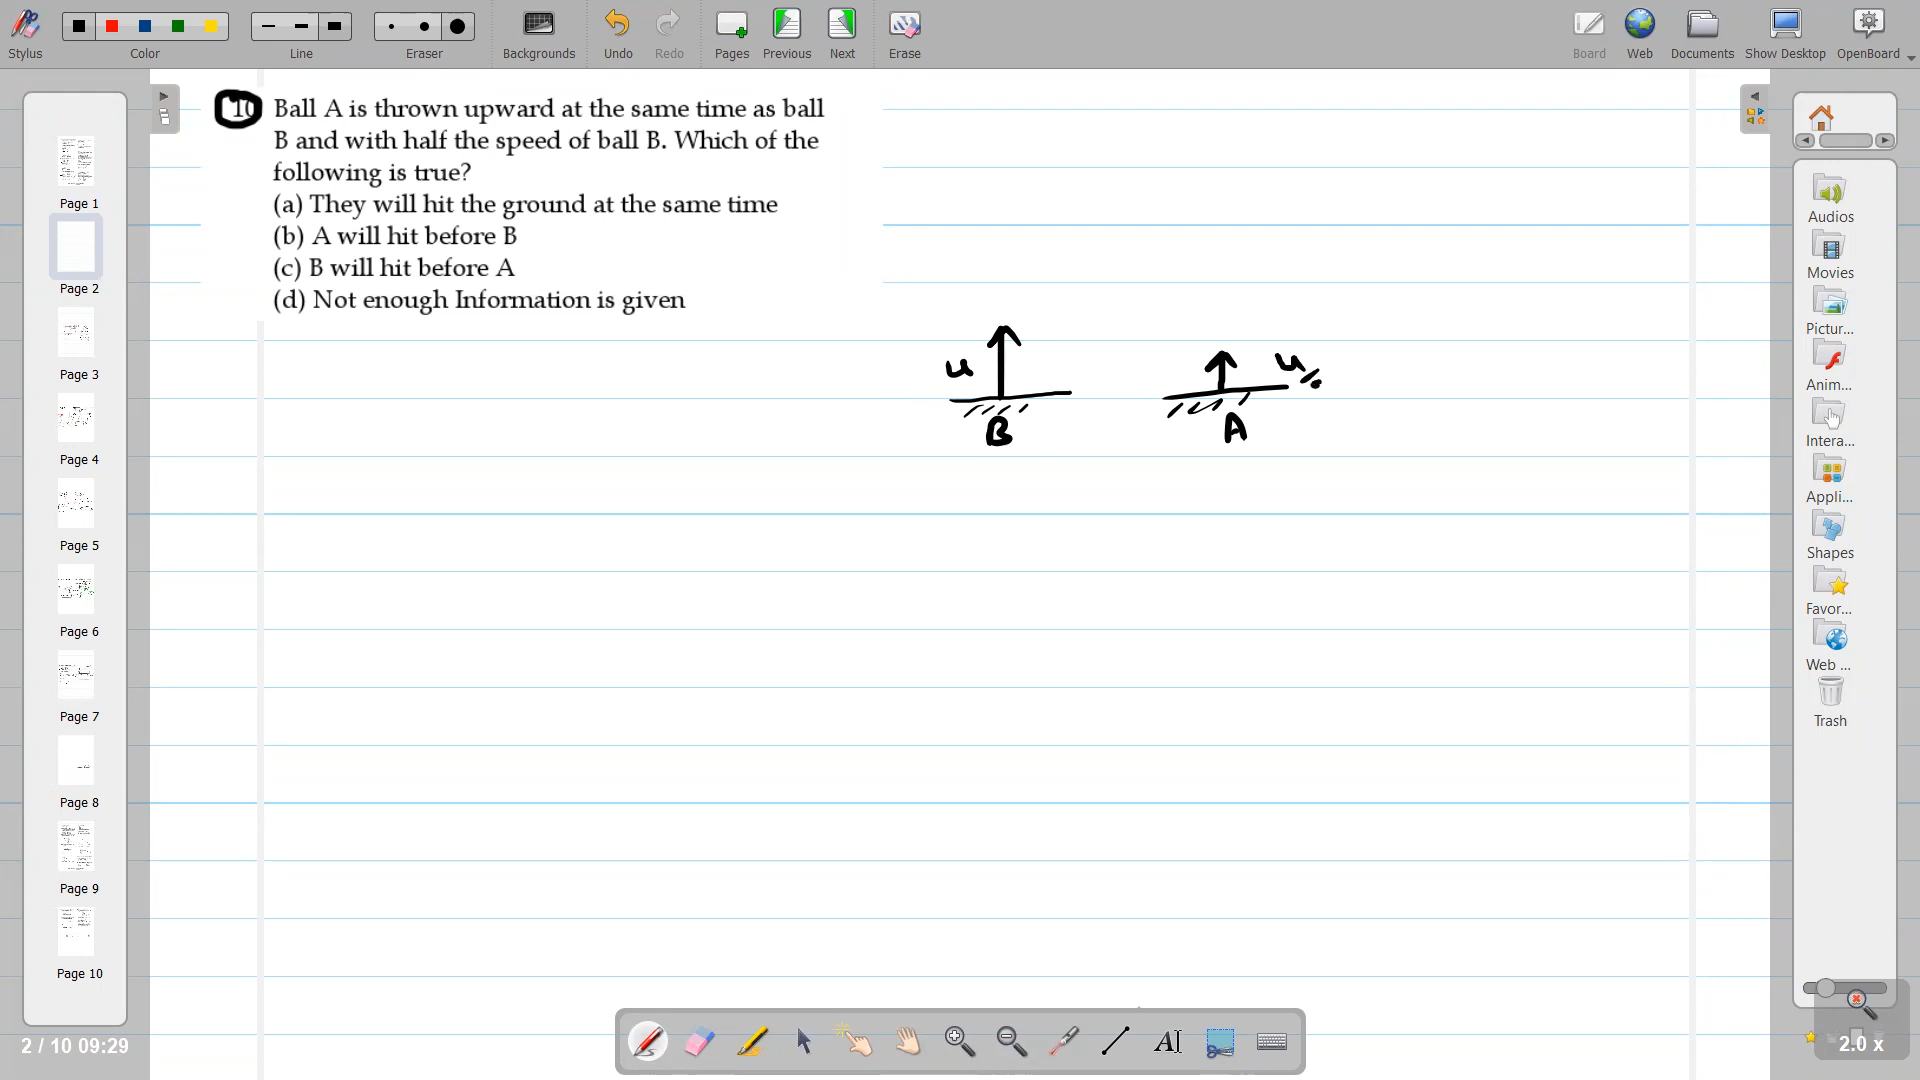 Stylus
Color
Line
Eraser
Backgrounds
Undo
Redo
Pages
Previous
Next
Erase
Board
Web
Documents
Show Desktop
OpenBoard
10 Ball A is thrown upward at the same time as ball
B and with half the speed of ball B. Which of the
following is true?
(a) They will hit the ground at the same time
(b) A will hit before B
(c) B will hit before A
(d) Not enough Information is given
u
u/
B
A
Page 1
Page 2
Page 3
Page 4
Page 5
Page 6
Page 7
Page 8
Page 9
Page 10
2 / 10 09:29
Audios
Movies
Pictur...
Anim...
Intera...
Appli...
Shapes
Favor...
Web ...
Trash
2.0 x